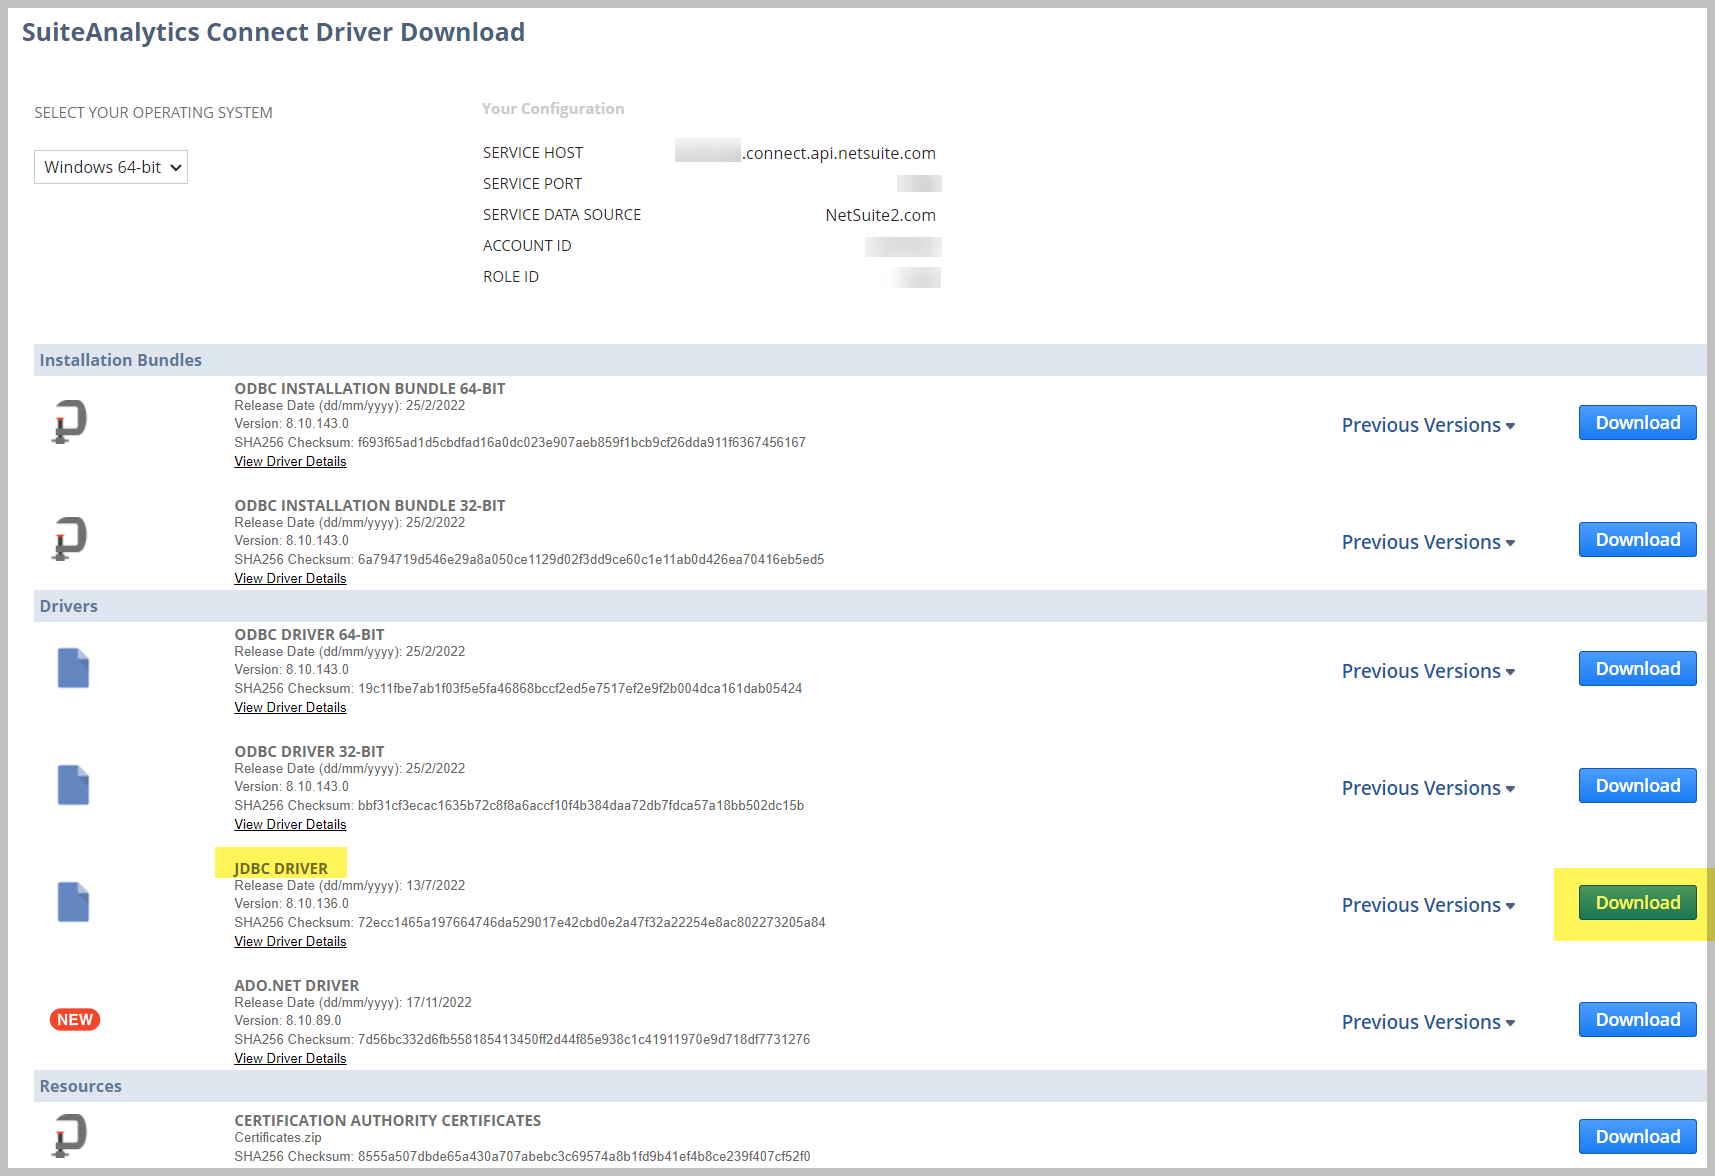 SuiteAnalytics Connect Driver Download
SELECT YOUR OPERATING SYSTEM
Windows 64-bit
Your Configuration
SERVICE HOST .connect.api.netsuite.com
SERVICE PORT
SERVICE DATA SOURCE NetSuite2.com
ACCOUNT ID
ROLE ID
Installation Bundles
ODBC INSTALLATION BUNDLE 64-BIT
Release Date (dd/mm/yyyy): 25/2/2022
Version: 8.10.143.0
SHA256 Checksum: f693f65ad1d5cbdfad16a0dc023e907aeb859f1bcb9cf26dda911f6367456167
View Driver Details
Previous Versions
Download
ODBC INSTALLATION BUNDLE 32-BIT
Release Date (dd/mm/yyyy): 25/2/2022
Version: 8.10.143.0
SHA256 Checksum: 6a794719d546e29a8a050ce1129d02f3dd9ce60c1e11ab0d426ea70416eb5ed5
View Driver Details
Previous Versions
Download
Drivers
ODBC DRIVER 64-BIT
Release Date (dd/mm/yyyy): 25/2/2022
Version: 8.10.143.0
SHA256 Checksum: 19c11fbe7ab1f03f5e5fa46868bccf2ed5e7517ef2e9f2b004dca161dab05424
View Driver Details
Previous Versions
Download
ODBC DRIVER 32-BIT
Release Date (dd/mm/yyyy): 25/2/2022
Version: 8.10.143.0
SHA256 Checksum: bbf31cf3ecac1635b72c8f8a6accf10f4b384daa72db7fdca57a18bb502dc15b
View Driver Details
Previous Versions
Download
JDBC DRIVER
Release Date (dd/mm/yyyy): 13/7/2022
Version: 8.10.136.0
SHA256 Checksum: 72ecc1465a197664746da529017e42cbd0e2a47f32a22254e8ac802273205a84
View Driver Details
Previous Versions
Download
NEW
ADO.NET DRIVER
Release Date (dd/mm/yyyy): 17/11/2022
Version: 8.10.89.0
SHA256 Checksum: 7d56bc332d6fb558185413450ff2d44f85e938c1c41911970e9d718df7731276
View Driver Details
Previous Versions
Download
Resources
CERTIFICATION AUTHORITY CERTIFICATES
Certificates.zip
SHA256 Checksum: 8555a507dbde65a430a707abebc3c69574a8b1fd9b41ef4b8ce239f407cf52f0
Download